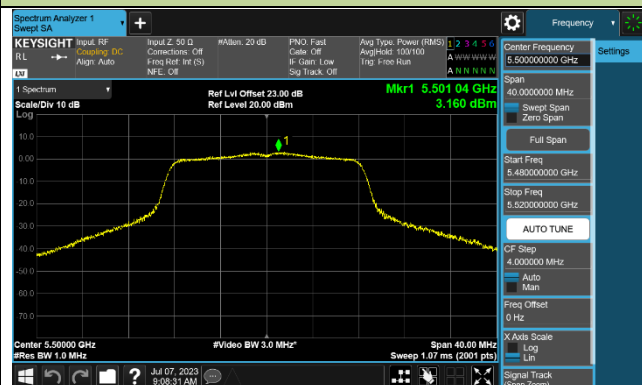 Spectrum Analyzer 1
Swept SA
+
Frequency
KEYSIGHT
RL
LXI
Input: RF
Coupling: DC
Align: Auto
Input Z: 50 Ω
Corrections: Off
Freq Ref: Int (S)
NFE: Off
#Atten: 20 dB
PNO: Fast
Gate: Off
IF Gain: Low
Sig Track: Off
Avg Type: Power (RMS)
Avg|Hold: 100/100
Trig: Free Run
1 2 3 4 5 6
A W W W W W
A N N N N N
1 Spectrum
Scale/Div 10 dB
Log
Ref Lvl Offset 23.00 dB
Ref Level 20.00 dBm
Mkr1 5.501 04 GHz
3.160 dBm
1
10.0
0.00
-10.0
-20.0
-30.0
-40.0
-50.0
-60.0
-70.0
Center 5.50000 GHz
#Res BW 1.0 MHz
#Video BW 3.0 MHz*
Span 40.00 MHz
Sweep 1.07 ms (2001 pts)
Center Frequency
5.500000000 GHz
Settings
Span
40.0000000 MHz
Swept Span
Zero Span
Full Span
Start Freq
5.480000000 GHz
Stop Freq
5.520000000 GHz
AUTO TUNE
CF Step
4.000000 MHz
Auto
Man
Freq Offset
0 Hz
X Axis Scale
Log
Lin
Signal Track
(Span Zoom)
?
Jul 07, 2023
9:08:31 AM